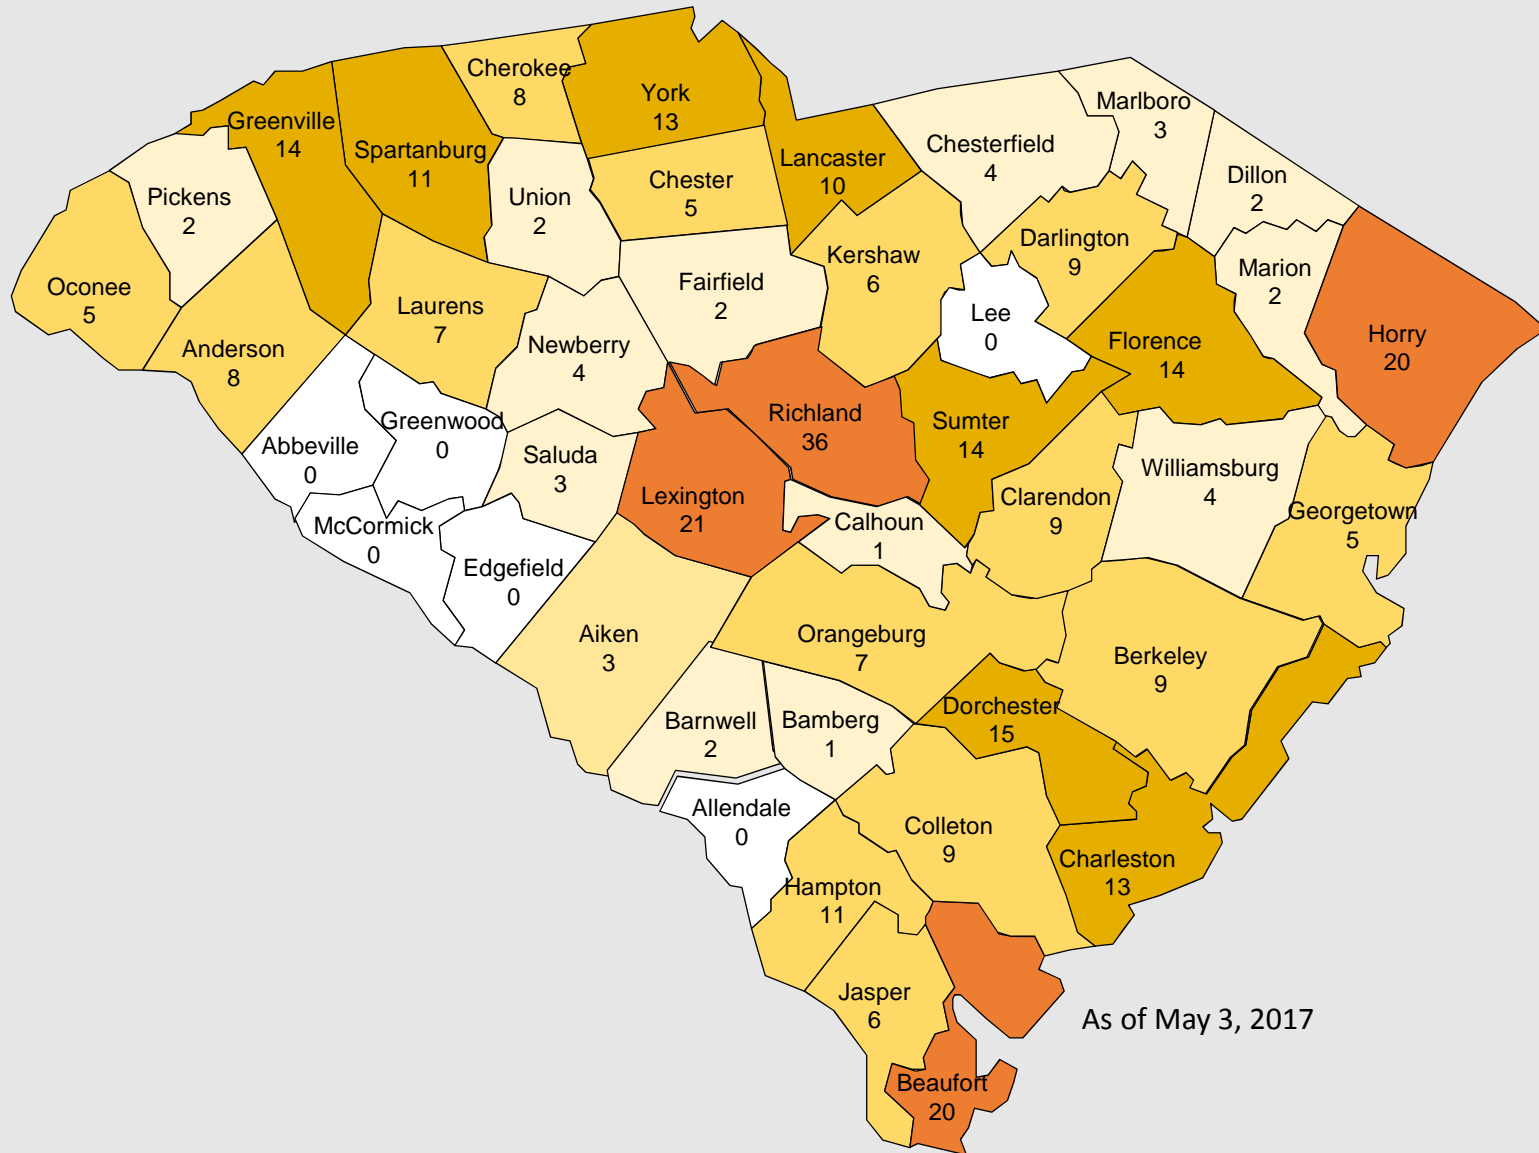 Cherokee
8
York
13
Greenville
14
Spartanburg
11
Lancaster
10
Chesterfield
4
Marlboro
3
Pickens
2
Union
2
Chester
5
Dillon
2
Oconee
5
Anderson
8
Laurens
7
Newberry
4
Fairfield
2
Kershaw
6
Darlington
9
Lee
0
Marion
2
Florence
14
Horry
20
Abbeville
0
Greenwood
0
Saluda
3
Richland
36
Sumter
14
Lexington
21
Calhoun
1
Clarendon
9
Williamsburg
4
Georgetown
5
McCormick
0
Edgefield
0
Aiken
3
Orangeburg
7
Berkeley
9
Barnwell
2
Bamberg
1
Dorchester
15
Allendale
0
Colleton
9
Charleston
13
Hampton
11
Jasper
6
As of May 3, 2017
Beaufort
20